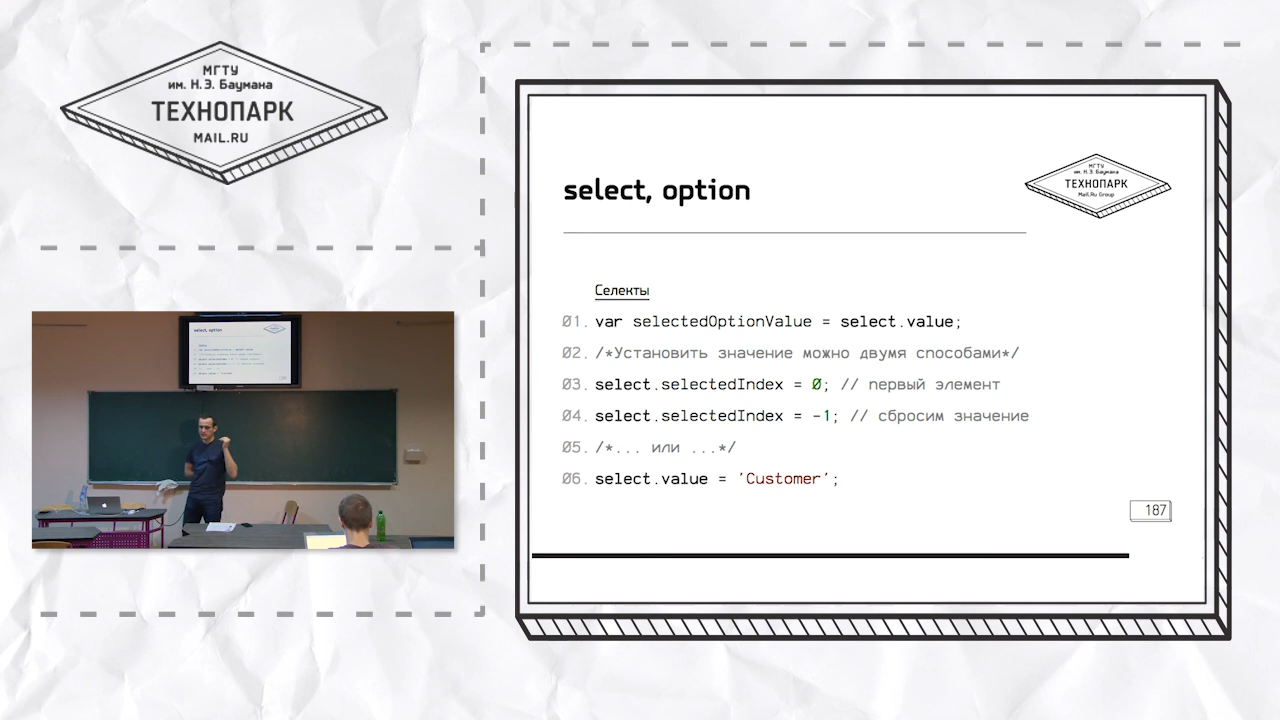 МГТУ
им. Н.Э. Баумана
ТЕХНОПАРК
MAIL.RU
select, option
МГТУ
им. Н.Э. Баумана
ТЕХНОПАРК
Mail.Ru Group
Селекты
01. var selectedOptionValue = select.value;
02. /*Установить значение можно двумя способами*/
03. select.selectedIndex = 0; // первый элемент
04. select.selectedIndex = -1; // сбросим значение
05. /*... или ...*/
06. select.value = 'Customer';
187
select, option